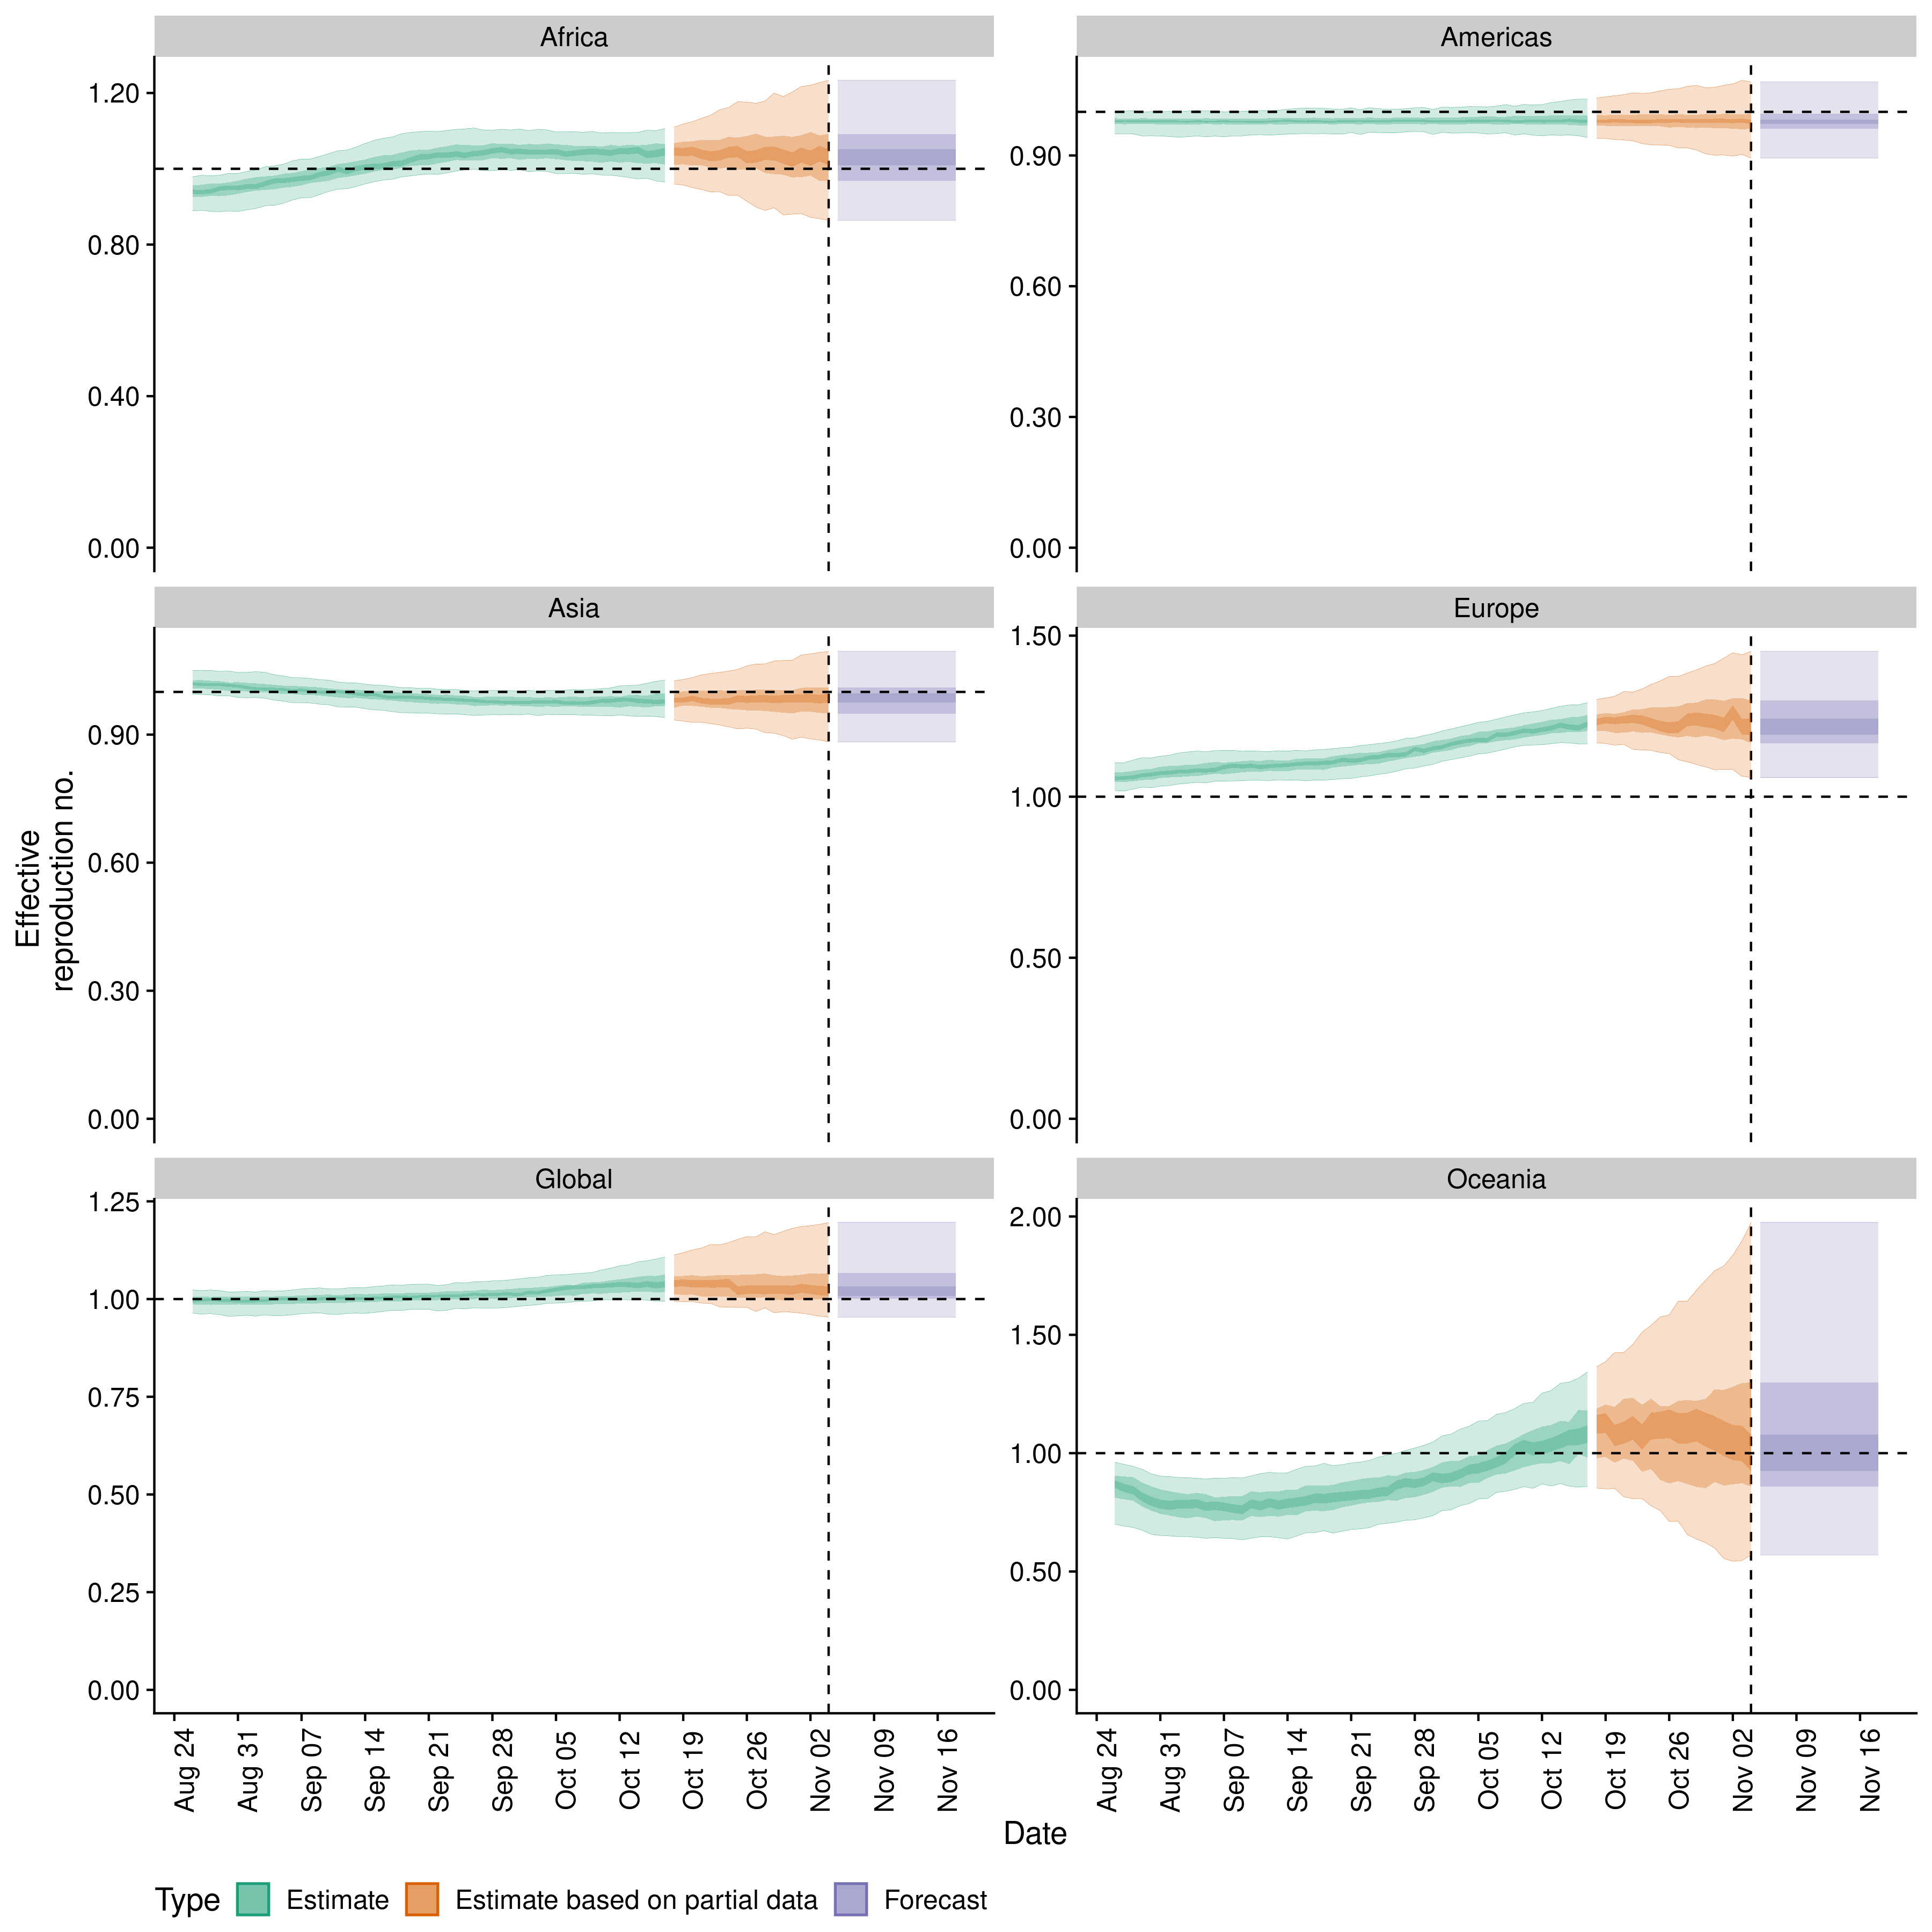 Africa
Americas
1.20
0.80
0.40
0.00
0.90
0.60
0.30
0.00
Asia
Europe
0.90
0.60
0.30
0.00
1.50
1.00
0.50
0.00
Effective
reproduction no.
Global
Oceania
1.25
1.00
0.75
0.50
0.25
0.00
2.00
1.50
1.00
0.50
0.00
Aug 24
Aug 31
Sep 07
Sep 14
Sep 21
Sep 28
Oct 05
Oct 12
Oct 19
Oct 26
Nov 02
Nov 09
Nov 16
Aug 24
Aug 31
Sep 07
Sep 14
Sep 21
Sep 28
Oct 05
Oct 12
Oct 19
Oct 26
Nov 02
Nov 09
Nov 16
Date
Type Estimate Estimate based on partial data Forecast